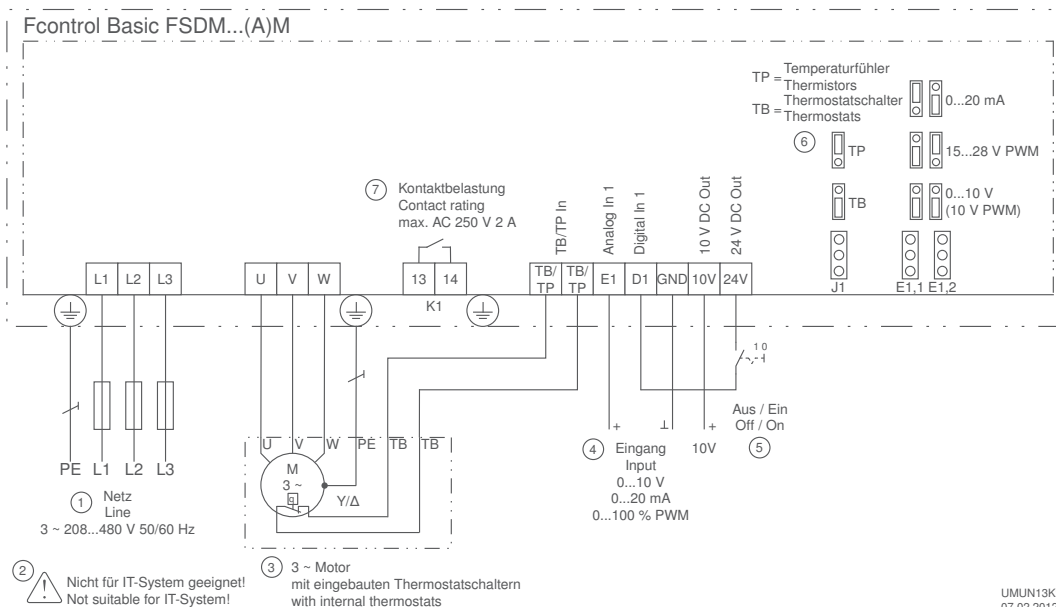 Fcontrol Basic FSDM...(A)M
TP = Temperaturfühler
Thermistors
TB = Thermostatschalter
Thermostats
0...20 mA
6
TP
15...28 V PWM
TB
0...10 V
(10 V PWM)
J1
E1,1 E1,2
7 Kontaktbelastung
Contact rating
max. AC 250 V 2 A
TB/TP In
Analog In 1
Digital In 1
10 V DC Out
24 V DC Out
L1 L2 L3
U V W
13 14
K1
TB/TP TB/TP E1 D1 GND 10V 24V
1 0
Aus / Ein
Off / On
5
+ ⊥ +
4 Eingang
Input
0...10 V
0...20 mA
0...100 % PWM
10V
PE L1 L2 L3
1 Netz
Line
3 ~ 208...480 V 50/60 Hz
U V W PE TB TB
M
3 ~
Y/Δ
2 Nicht für IT-System geeignet!
Not suitable for IT-System!
3 3 ~ Motor
mit eingebauten Thermostatschaltern
with internal thermostats